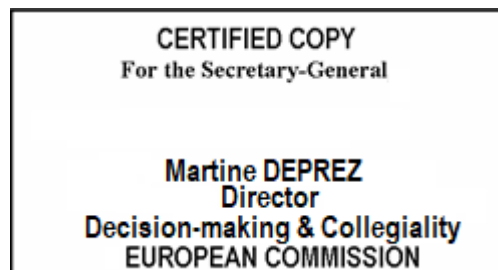 CERTIFIED COPY
For the Secretary-General
Martine DEPREZ
Director
Decision-making & Collegiality
EUROPEAN COMMISSION